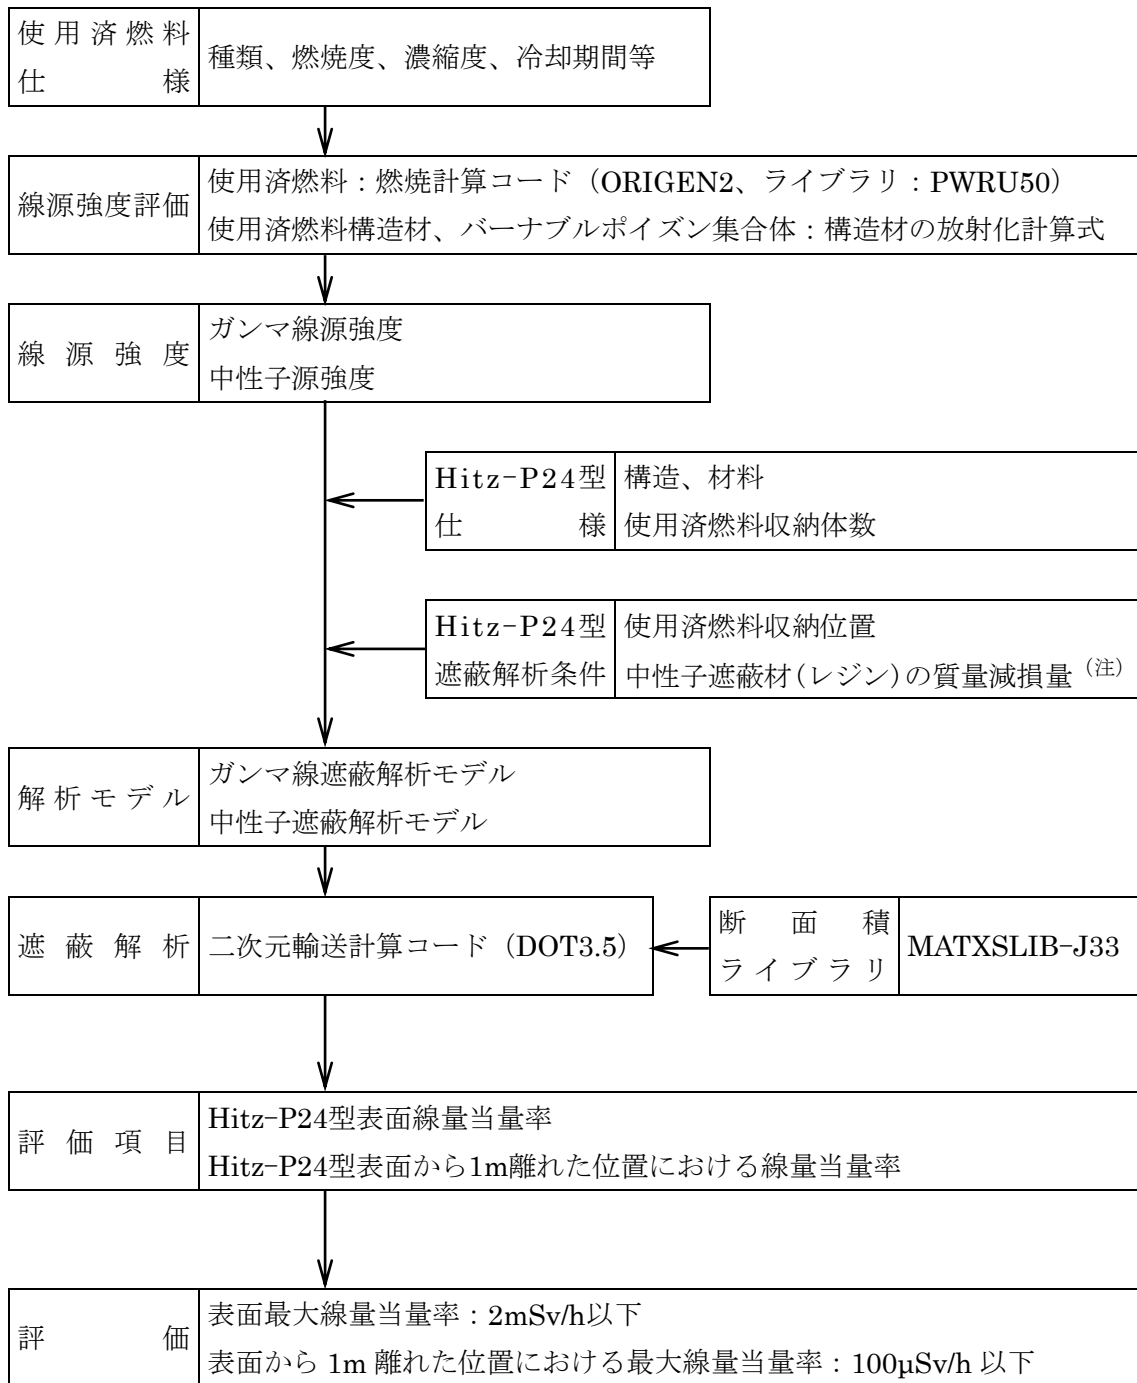 使用済燃料
仕様
種類、燃焼度、濃縮度、冷却期間等
線源強度評価
使用済燃料：燃焼計算コード（ORIGEN2、ライブラリ：PWRU50）
使用済燃料構造材、バーナブルポイズン集合体：構造材の放射化計算式
線源強度
ガンマ線源強度
中性子源強度
Hitz-P24型
仕様
構造、材料
使用済燃料収納体数
Hitz-P24型
遮蔽解析条件
使用済燃料収納位置
中性子遮蔽材(レジン)の質量減損量（注）
解析モデル
ガンマ線遮蔽解析モデル
中性子遮蔽解析モデル
遮蔽解析
二次元輸送計算コード（DOT3.5）
断面積
ライブラリ
MATXSLIB-J33
評価項目
Hitz-P24型表面線量当量率
Hitz-P24型表面から1m離れた位置における線量当量率
評価
表面最大線量当量率：2mSv/h以下
表面から 1m 離れた位置における最大線量当量率：100μSv/h 以下